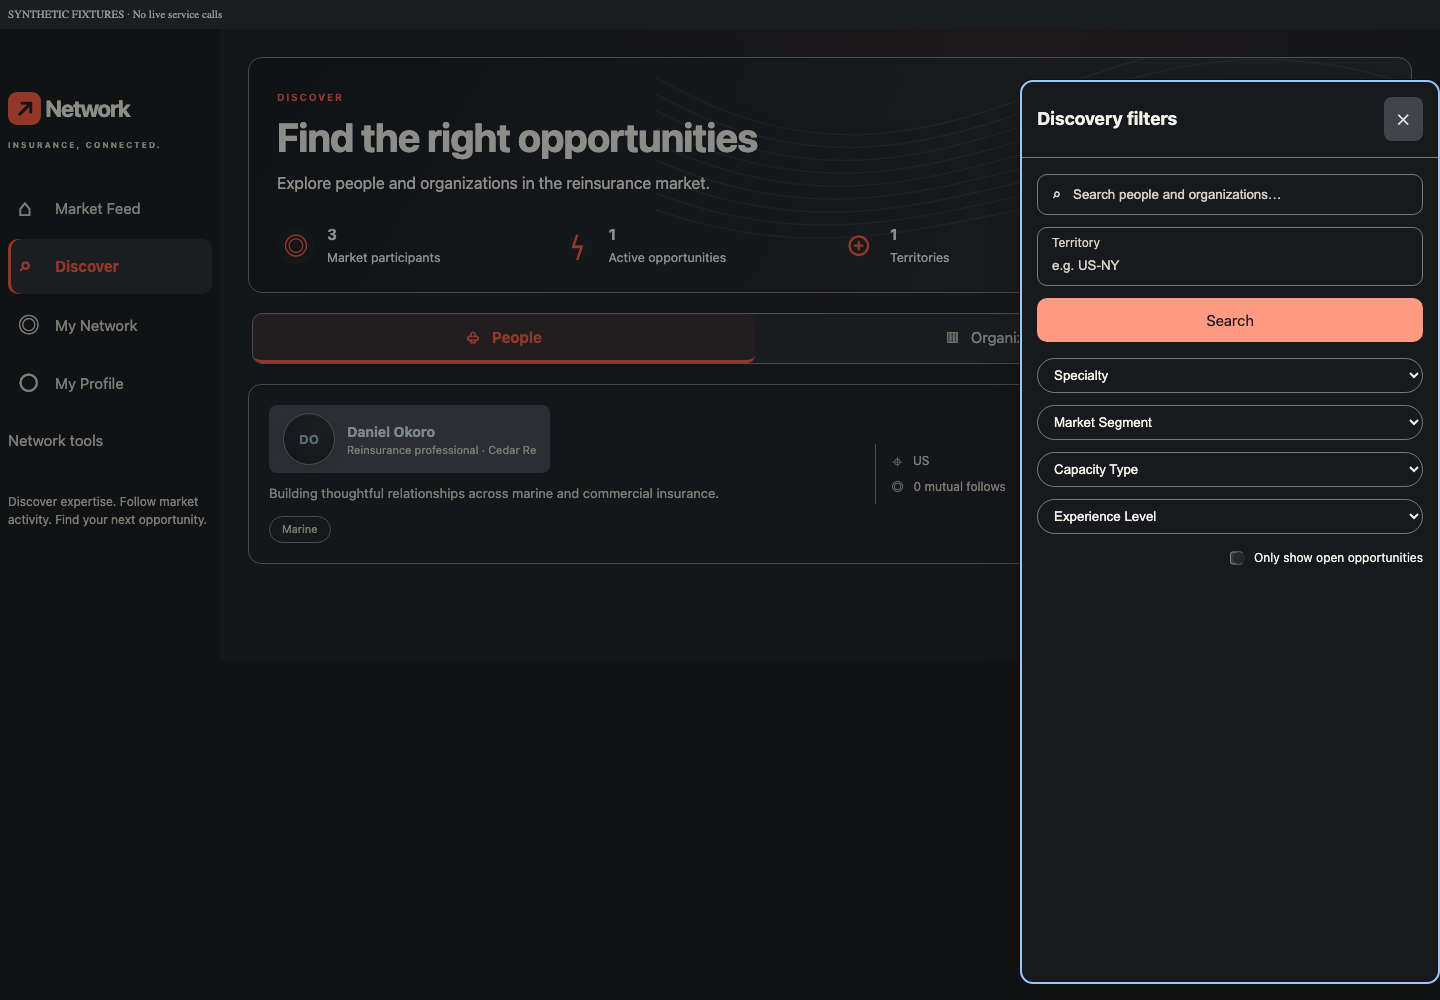 SYNTHETIC FIXTURES · No live service calls
Network
INSURANCE, CONNECTED.
Market Feed
Discover
My Network
My Profile
Network tools
Discover expertise. Follow market
activity. Find your next opportunity.
DISCOVER
Find the right opportunities
Explore people and organizations in the reinsurance market.
3
Market participants
1
Active opportunities
1
Territories
People
Organiz
DO
Daniel Okoro
Reinsurance professional · Cedar Re
Building thoughtful relationships across marine and commercial insurance.
Marine
US
0 mutual follows
Discovery filters
Search people and organizations...
Territory
e.g. US-NY
Search
Specialty
Market Segment
Capacity Type
Experience Level
Only show open opportunities